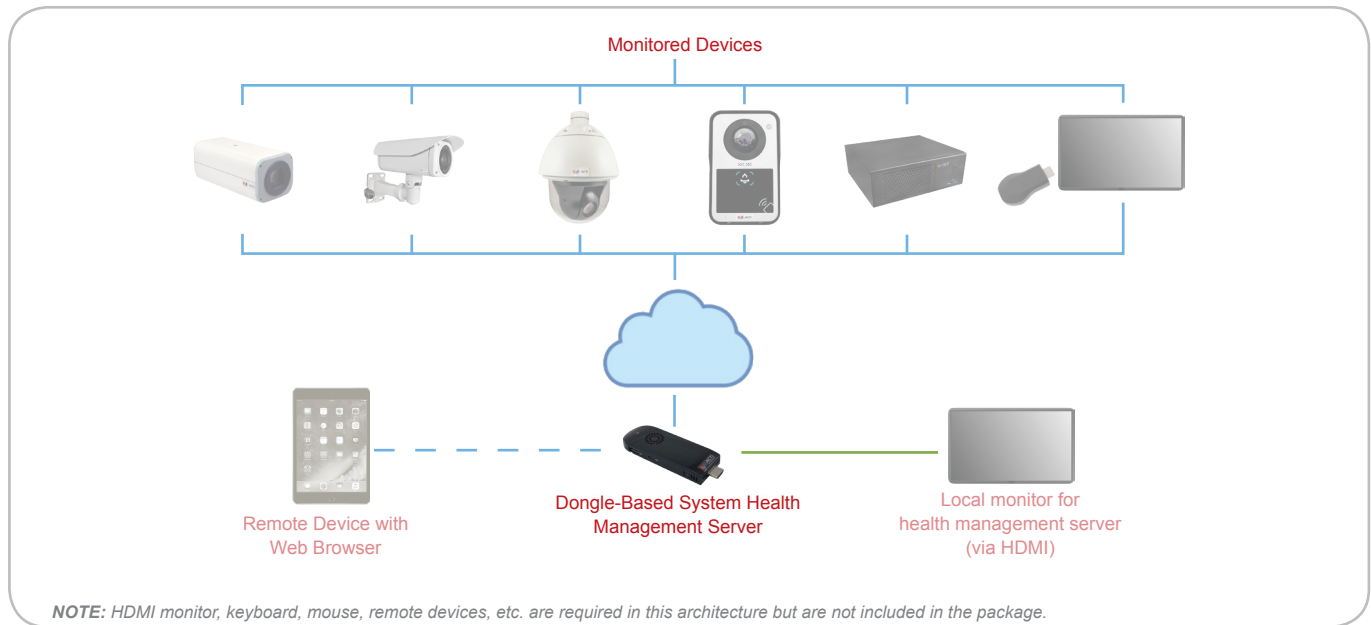 Monitored Devices
Remote Device with
Web Browser
Dongle-Based System Health
Management Server
Local monitor for
health management server
(via HDMI)
NOTE: HDMI monitor, keyboard, mouse, remote devices, etc. are required in this architecture but are not included in the package.